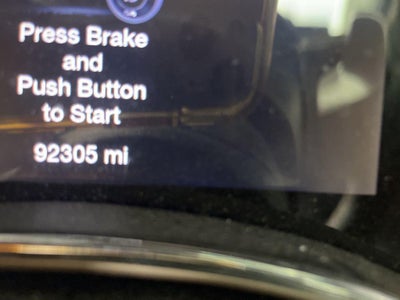 Press Brake
and
Push Button
to Start
92305 mi